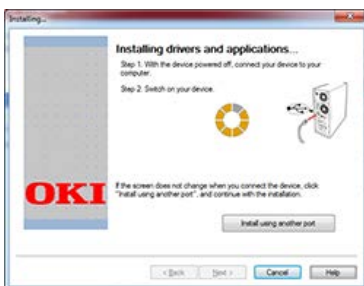 Installing...
Installing drivers and applications...
Step 1. With the device powered off, connect your device to your
computer.
Step 2. Switch on your device.
OKI
If the screen does not change when you connect the device, click
"Install using another port", and continue with the installation.
Install using another port
< Back
Next >
Cancel
Help